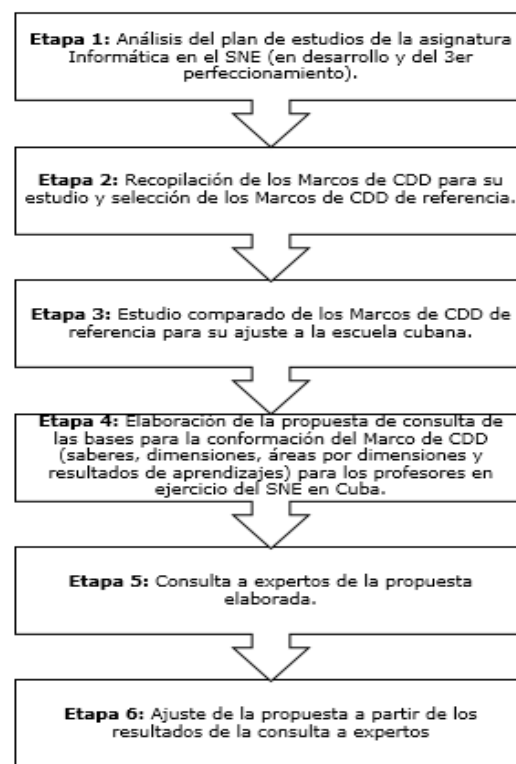 Etapa 1: Análisis del plan de estudios de la asignatura
Informática en el SNE (en desarrollo y del 3er
perfeccionamiento).
Etapa 2: Recopilación de los Marcos de CDD para su
estudio y selección de los Marcos de CDD de referencia.
Etapa 3: Estudio comparado de los Marcos de CDD de
referencia para su ajuste a la escuela cubana.
Etapa 4: Elaboración de la propuesta de consulta de
las bases para la conformación del Marco de CDD
(saberes, dimensiones, áreas por dimensiones y
resultados de aprendizajes) para los profesores en
ejercicio del SNE en Cuba.
Etapa 5: Consulta a expertos de la propuesta
elaborada.
Etapa 6: Ajuste de la propuesta a partir de los
resultados de la consulta a expertos